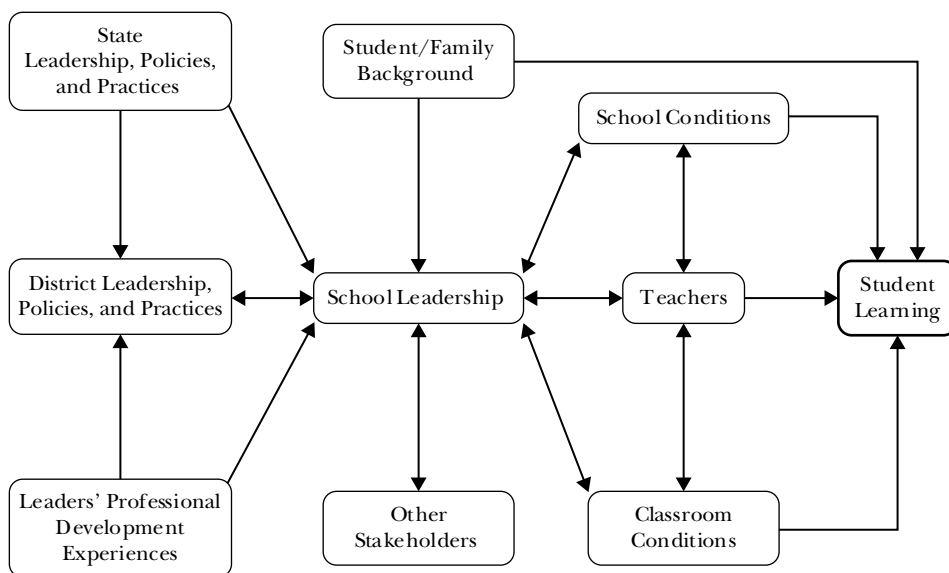 State
Leadership, Policies,
and Practices
Student/Family
Background
School Conditions
District Leadership,
Policies, and Practices
School Leadership
Teachers
Student
Learning
Leaders’ Professional
Development
Experiences
Other
Stakeholders
Classroom
Conditions